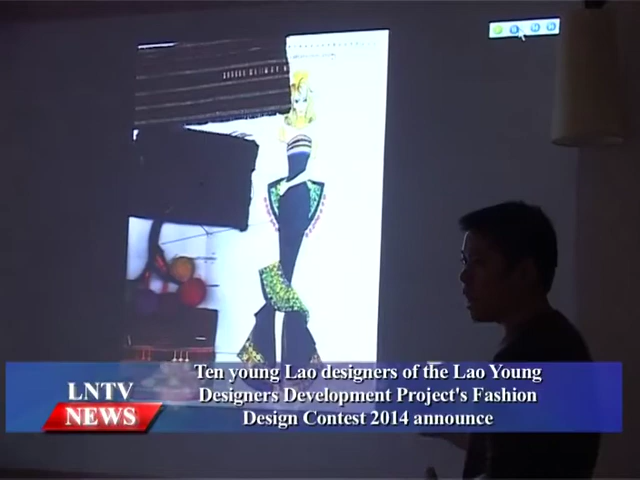 Ten young Lao designers of the Lao Young
Designers Development Project's Fashion
Design Contest 2014 announce
LNTV
NEWS